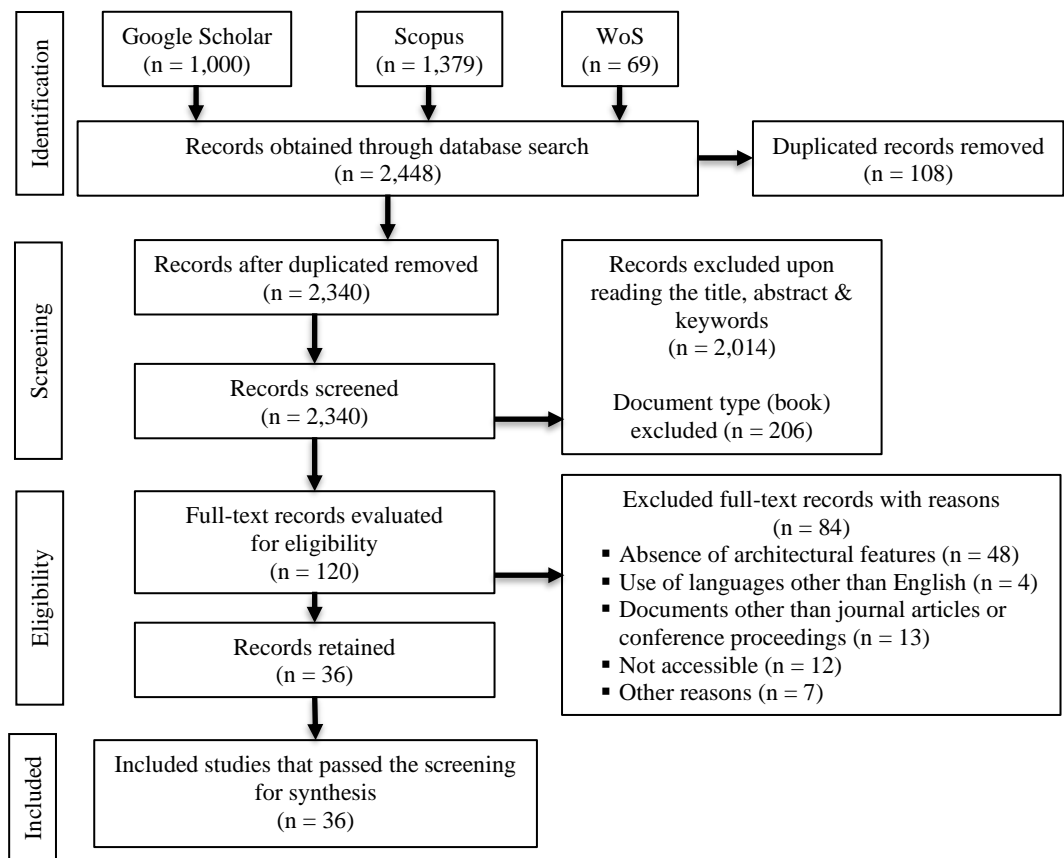 Identification
Google Scholar
(n = 1,000)
Scopus
(n = 1,379)
WoS
(n = 69)
Records obtained through database search
(n = 2,448)
Duplicated records removed
(n = 108)
Screening
Records after duplicated removed
(n = 2,340)
Records screened
(n = 2,340)
Records excluded upon
reading the title, abstract &
keywords
(n = 2,014)
Document type (book)
excluded (n = 206)
Eligibility
Full-text records evaluated
for eligibility
(n = 120)
Records retained
(n = 36)
Excluded full-text records with reasons
(n = 84)
▪ Absence of architectural features (n = 48)
▪ Use of languages other than English (n = 4)
▪ Documents other than journal articles or
conference proceedings (n = 13)
▪ Not accessible (n = 12)
▪ Other reasons (n = 7)
Included
Included studies that passed the screening
for synthesis
(n = 36)